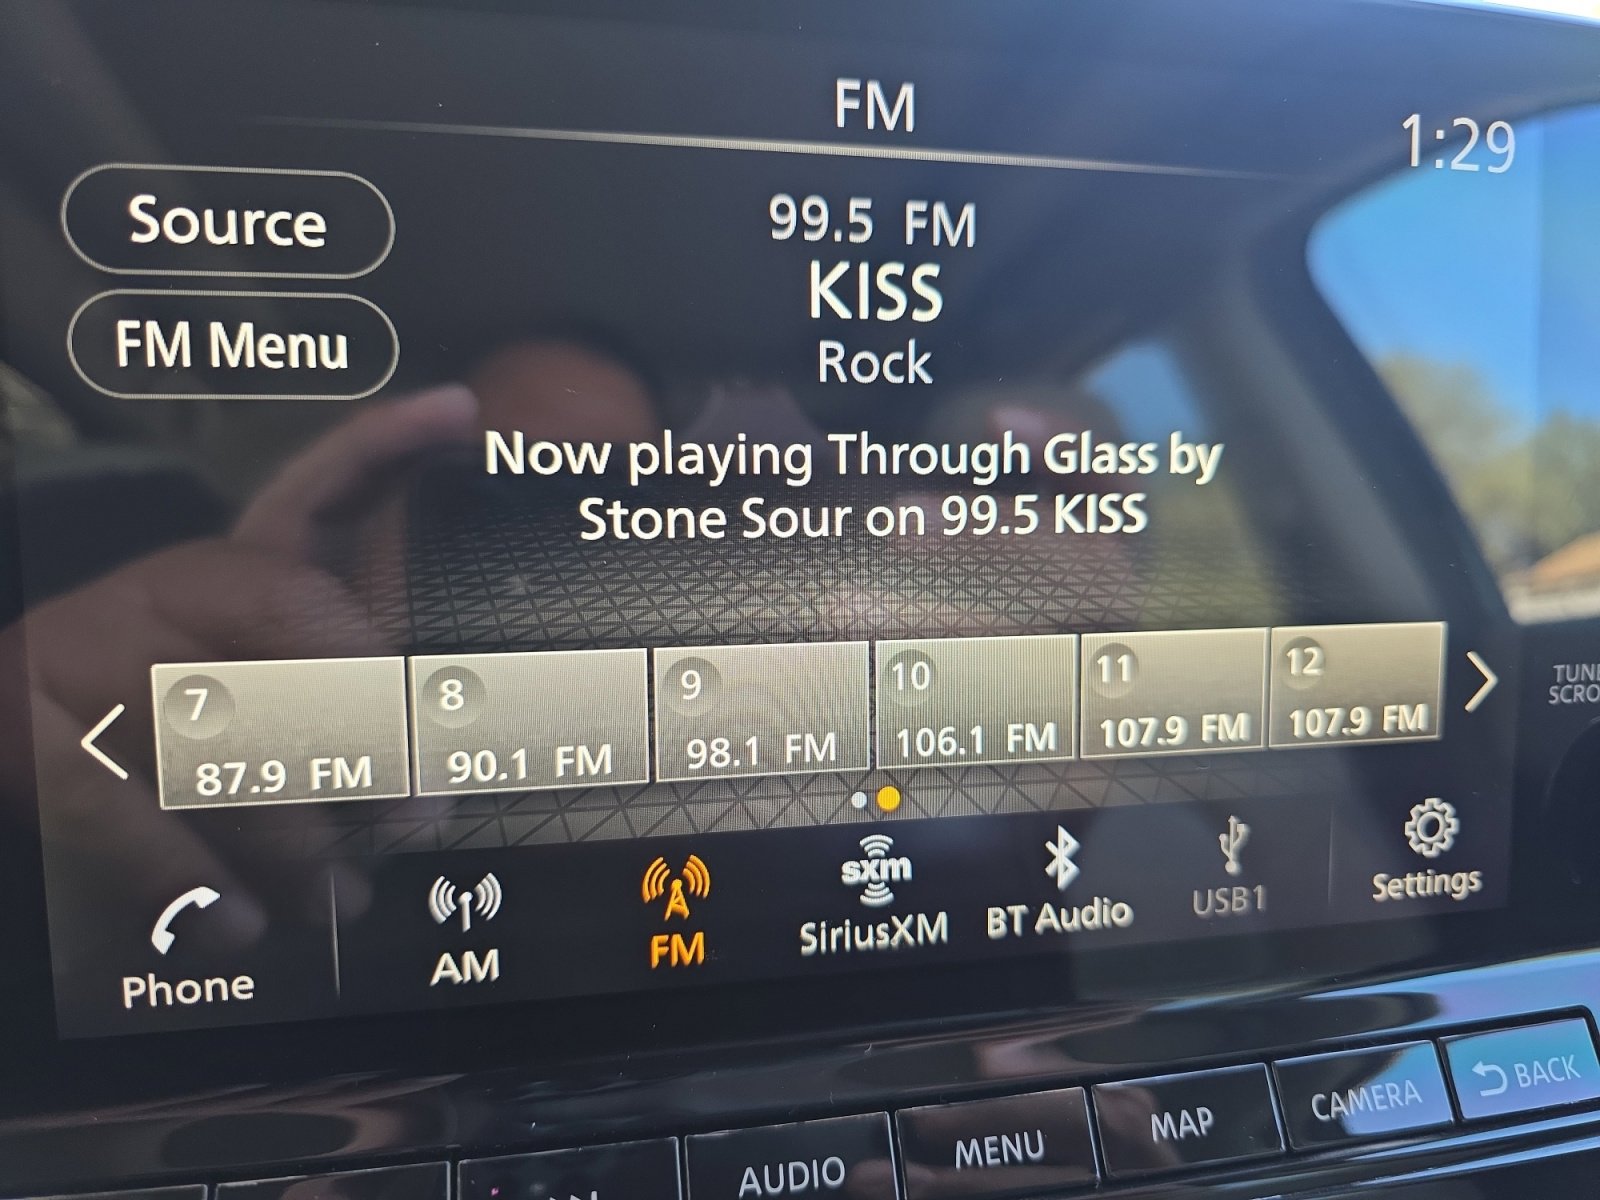 FM
1:29
Source
FM Menu
99.5 FM
KISS
Rock
Now playing Through Glass by
Stone Sour on 99.5 KISS
7
87.9 FM
8
90.1 FM
9
98.1 FM
10
106.1 FM
11
107.9 FM
12
107.9 FM
Phone
AM
FM
sxm
SiriusXM
BT Audio
USB1
Settings
AUDIO
MENU
MAP
CAMERA
BACK